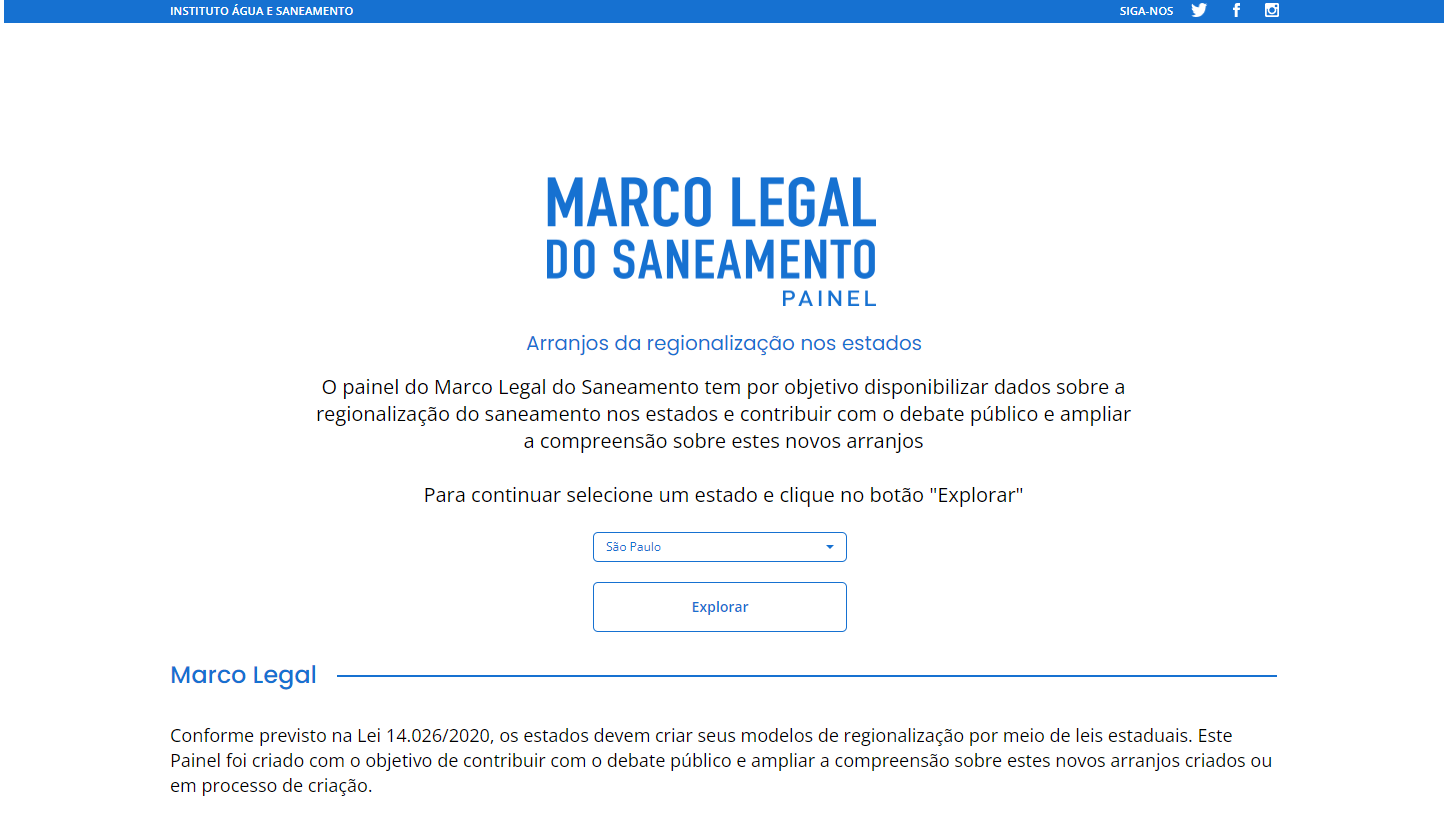 INSTITUTO ÁGUA E SANEAMENTO
SIGA-NOS
MARCO LEGAL
DO SANEAMENTO
PAINEL
Arranjos da regionalização nos estados
O painel do Marco Legal do Saneamento tem por objetivo disponibilizar dados sobre a
regionalização do saneamento nos estados e contribuir com o debate público e ampliar
a compreensão sobre estes novos arranjos
Para continuar selecione um estado e clique no botão "Explorar"
São Paulo
Explorar
Marco Legal
Conforme previsto na Lei 14.026/2020, os estados devem criar seus modelos de regionalização por meio de leis estaduais. Este
Painel foi criado com o objetivo de contribuir com o debate público e ampliar a compreensão sobre estes novos arranjos criados ou
em processo de criação.